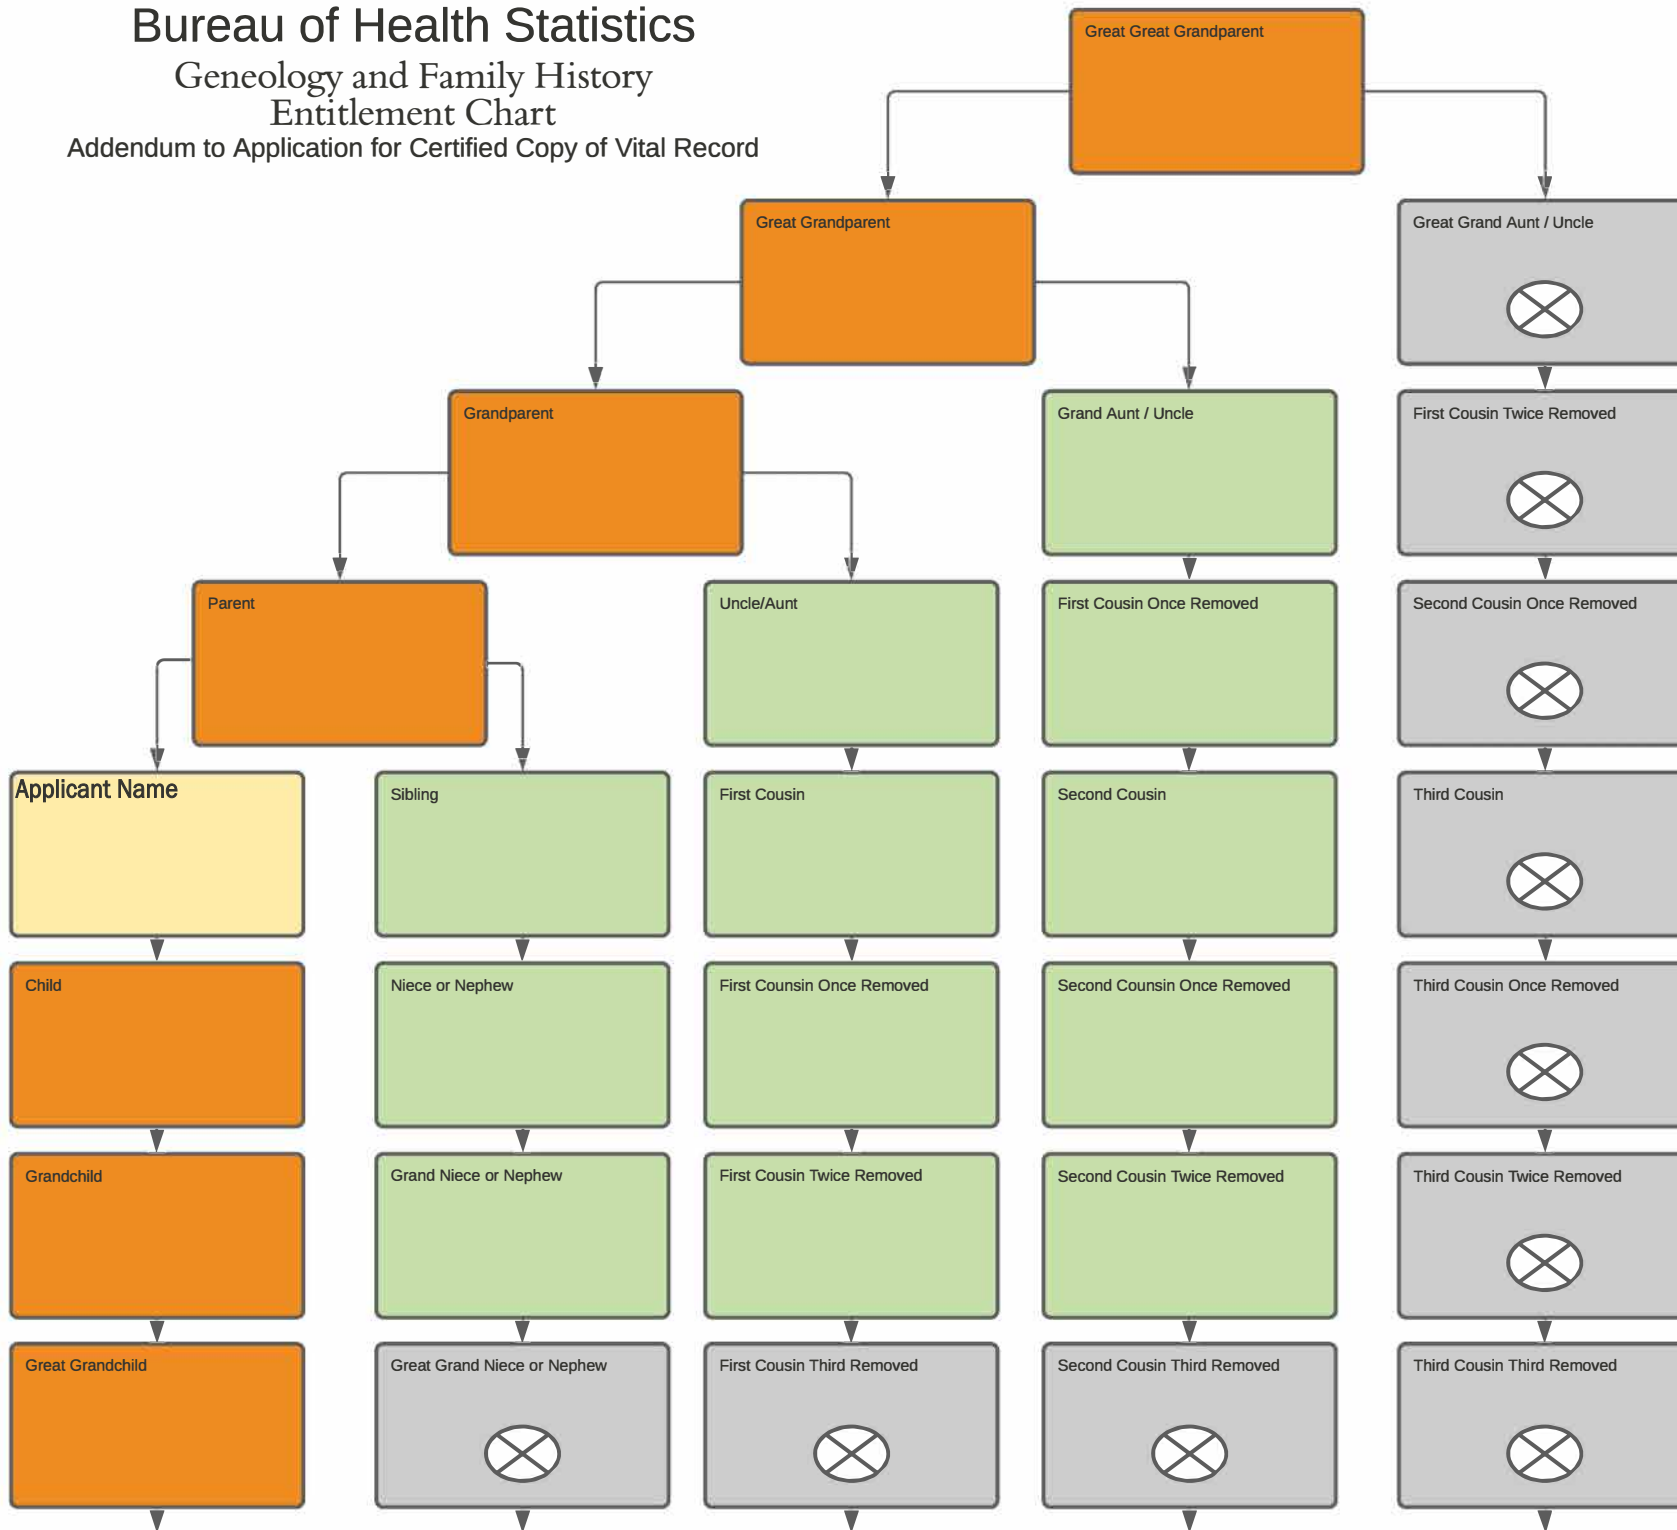 Bureau of Health Statistics
Geneology and Family History
Entitlement Chart
Addendum to Application for Certified Copy of Vital Record
Great Great Grandparent
Great Grandparent
Great Grand Aunt / Uncle
Grandparent
Grand Aunt / Uncle
First Cousin Twice Removed
Parent
Uncle/Aunt
First Cousin Once Removed
Second Cousin Once Removed
Applicant Name
Sibling
First Cousin
Second Cousin
Third Cousin
Child
Niece or Nephew
First Counsin Once Removed
Second Counsin Once Removed
Third Cousin Once Removed
Grandchild
Grand Niece or Nephew
First Cousin Twice Removed
Second Cousin Twice Removed
Third Cousin Twice Removed
Great Grandchild
Great Grand Niece or Nephew
First Cousin Third Removed
Second Cousin Third Removed
Third Cousin Third Removed